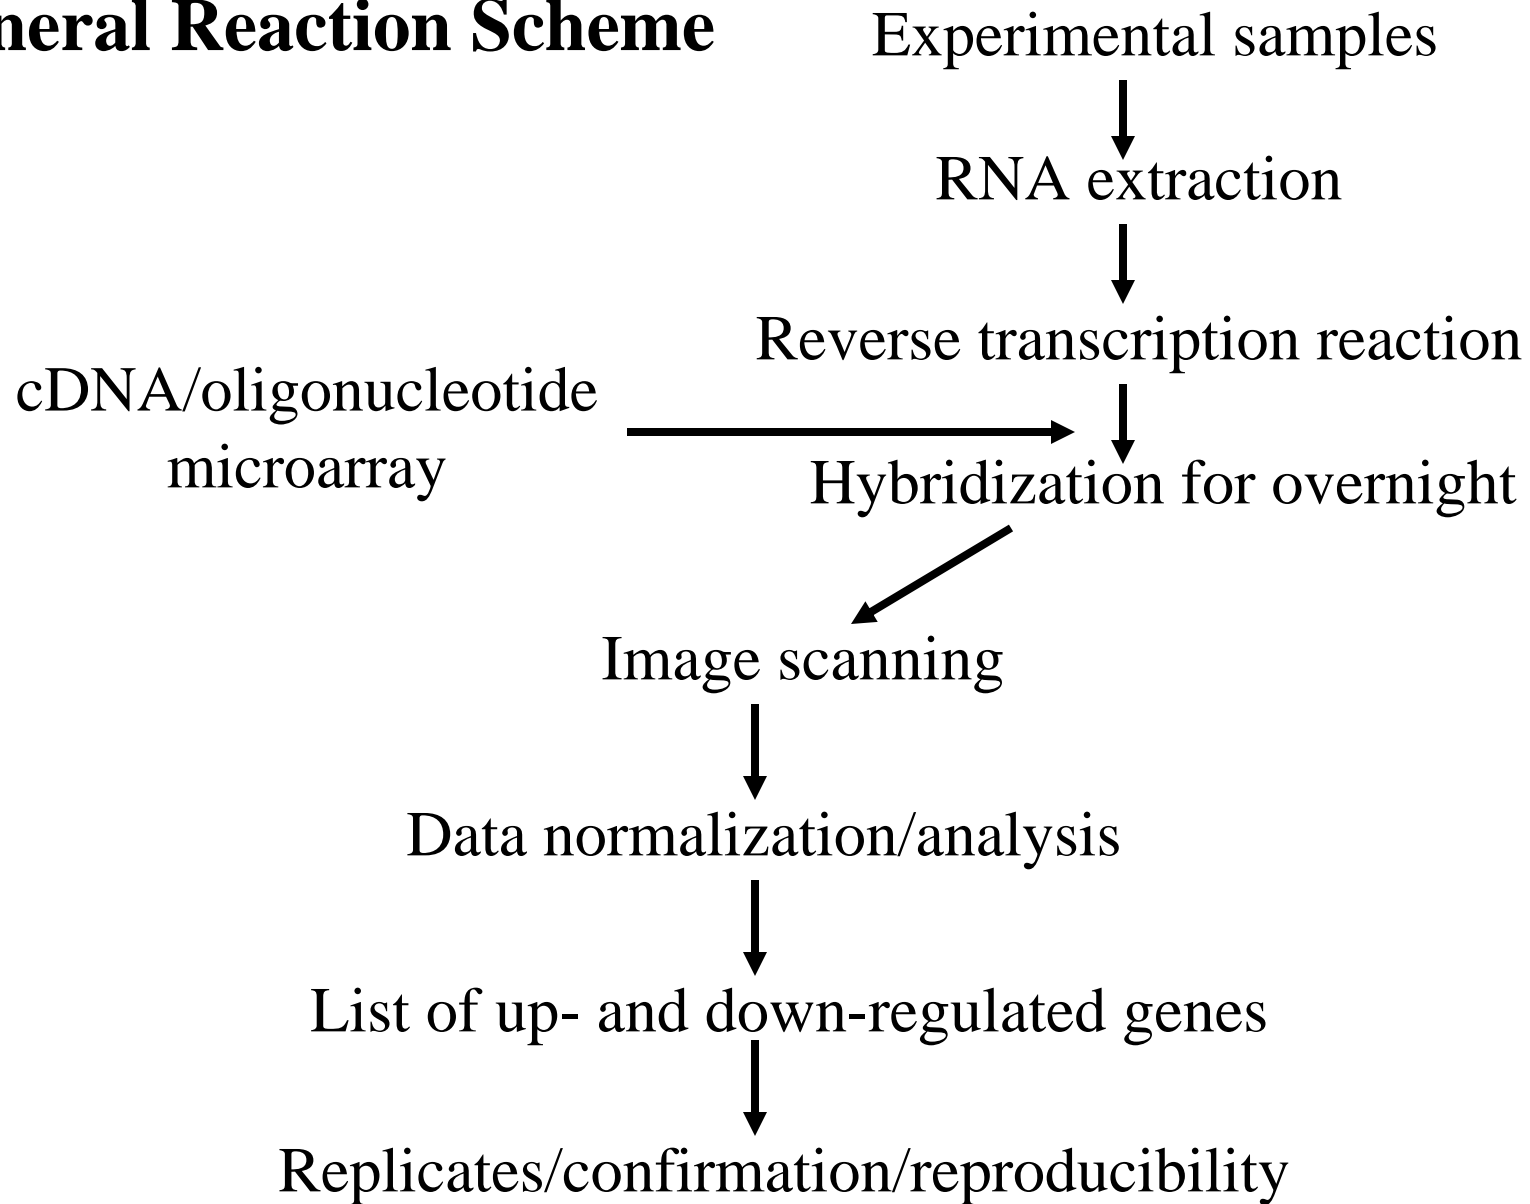 neral Reaction Scheme
Experimental samples
RNA extraction
Reverse transcription reaction
cDNA/oligonucleotide
microarray
Hybridization for overnight
Image scanning
Data normalization/analysis
List of up- and down-regulated genes
Replicates/confirmation/reproducibility